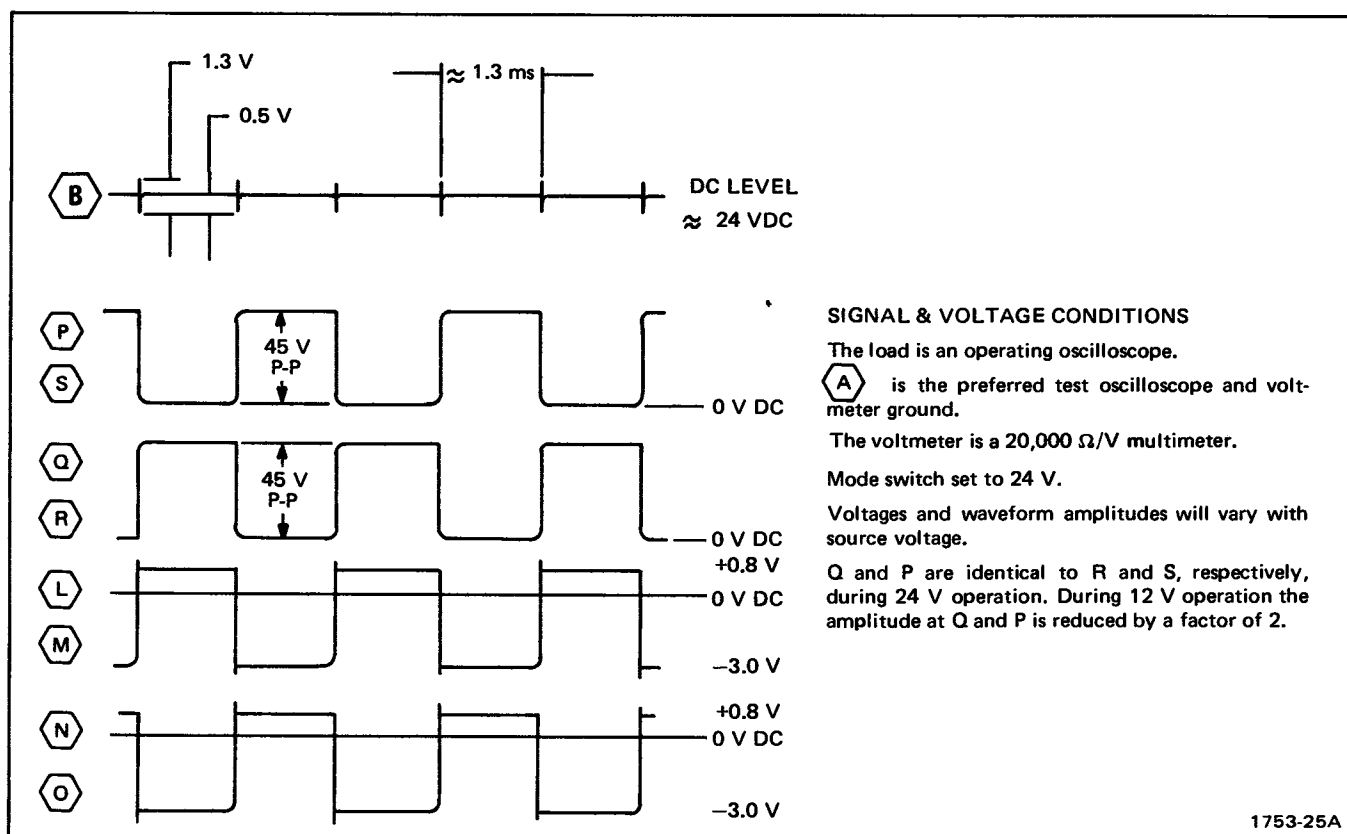 1.3 V
≈ 1.3 ms
0.5 V
B
DC LEVEL
≈ 24 VDC
P
S
45 V
P-P
0 V DC
Q
R
45 V
P-P
0 V DC
L
M
+0.8 V
0 V DC
−3.0 V
N
O
+0.8 V
0 V DC
−3.0 V
SIGNAL & VOLTAGE CONDITIONS
The load is an operating oscilloscope.
A is the preferred test oscilloscope and volt-
meter ground.
The voltmeter is a 20,000 Ω/V multimeter.
Mode switch set to 24 V.
Voltages and waveform amplitudes will vary with
source voltage.
Q and P are identical to R and S, respectively,
during 24 V operation. During 12 V operation the
amplitude at Q and P is reduced by a factor of 2.
1753-25A